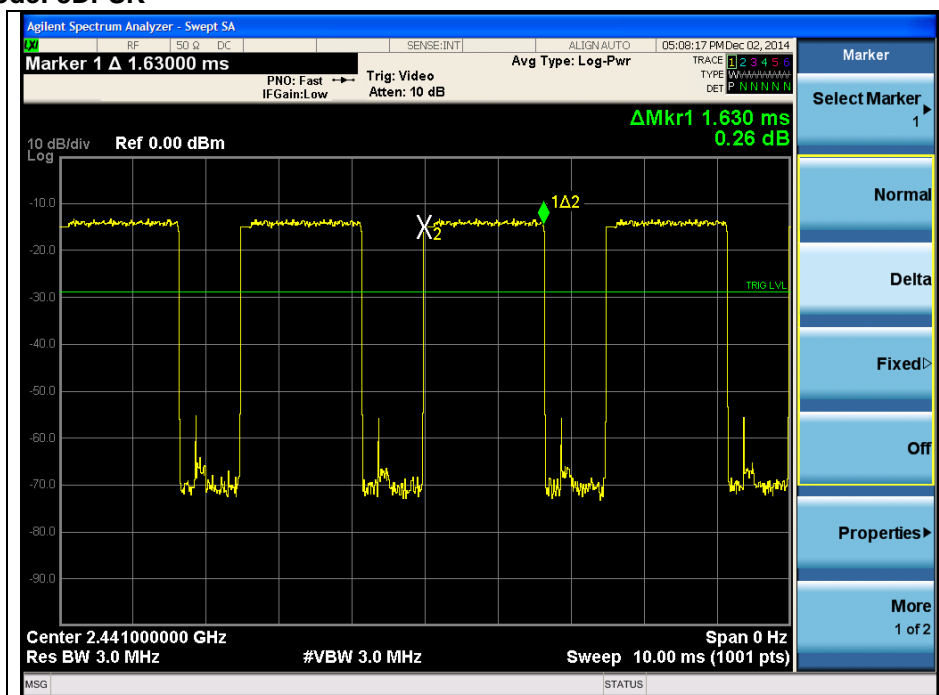 Agilent Spectrum Analyzer - Swept SA
LXI RF 50 Ω DC SENSE:INT ALIGN AUTO 05:08:17 PM Dec 02, 2014
Marker 1 Δ 1.63000 ms
PNO: Fast
IFGain:Low
Trig: Video
Atten: 10 dB
Avg Type: Log-Pwr
TRACE 1 2 3 4 5 6
TYPE WWWWWW
DET P N N N N N
ΔMkr1 1.630 ms
0.26 dB
10 dB/div Ref 0.00 dBm
Log
-10.0
-20.0
-30.0
-40.0
-50.0
-60.0
-70.0
-80.0
-90.0
1Δ2
X2
TRIG LVL
Center 2.441000000 GHz Span 0 Hz
Res BW 3.0 MHz #VBW 3.0 MHz Sweep 10.00 ms (1001 pts)
MSG STATUS
Marker
Select Marker
1
Normal
Delta
Fixed
Off
Properties
More
1 of 2